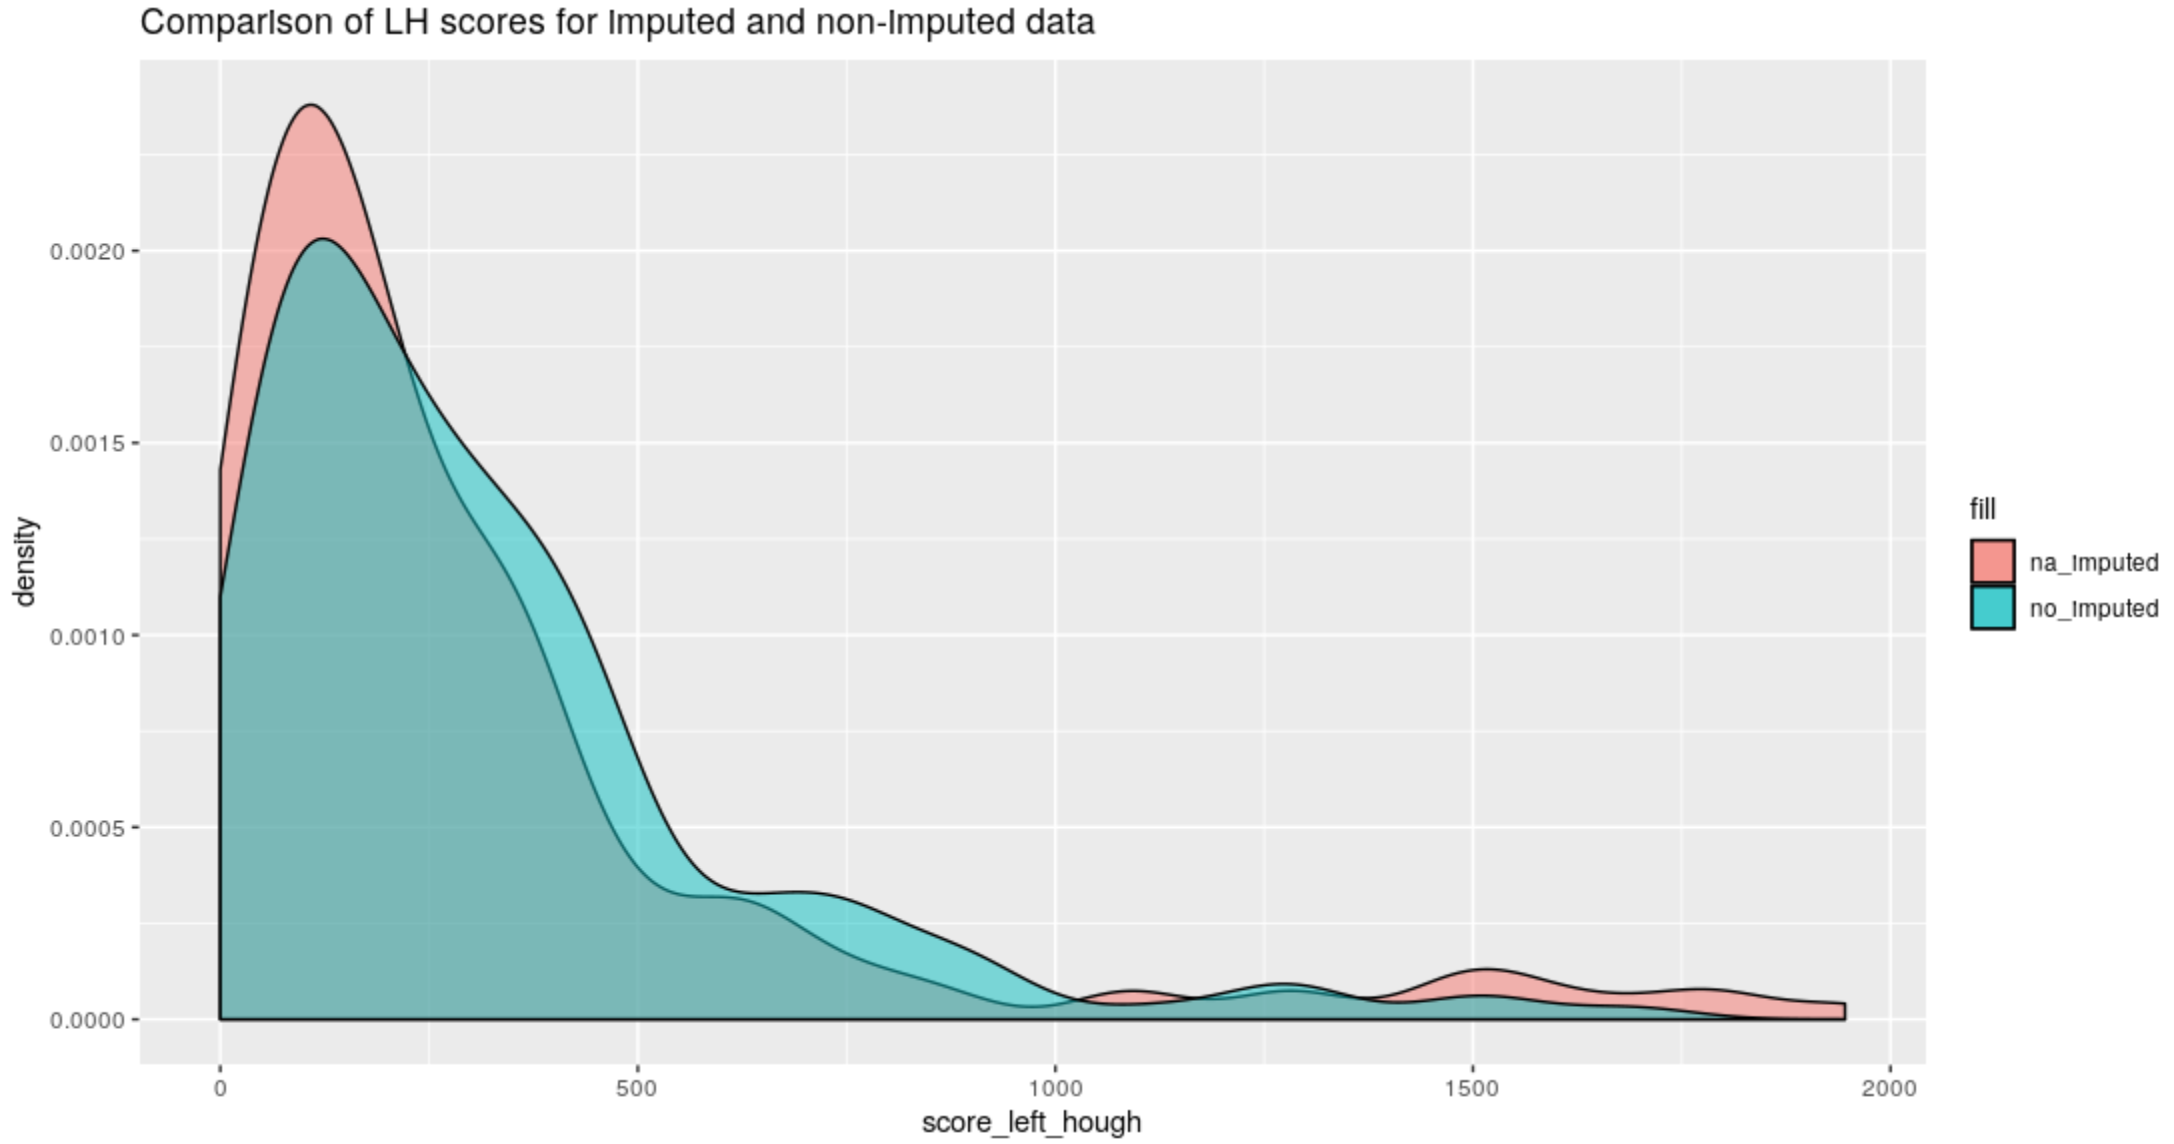 Comparison of LH scores for imputed and non-imputed data
density
0.0020
0.0015
0.0010
0.0005
0.0000
0
500
1000
1500
2000
score_left_hough
fill
na_imputed
no_imputed